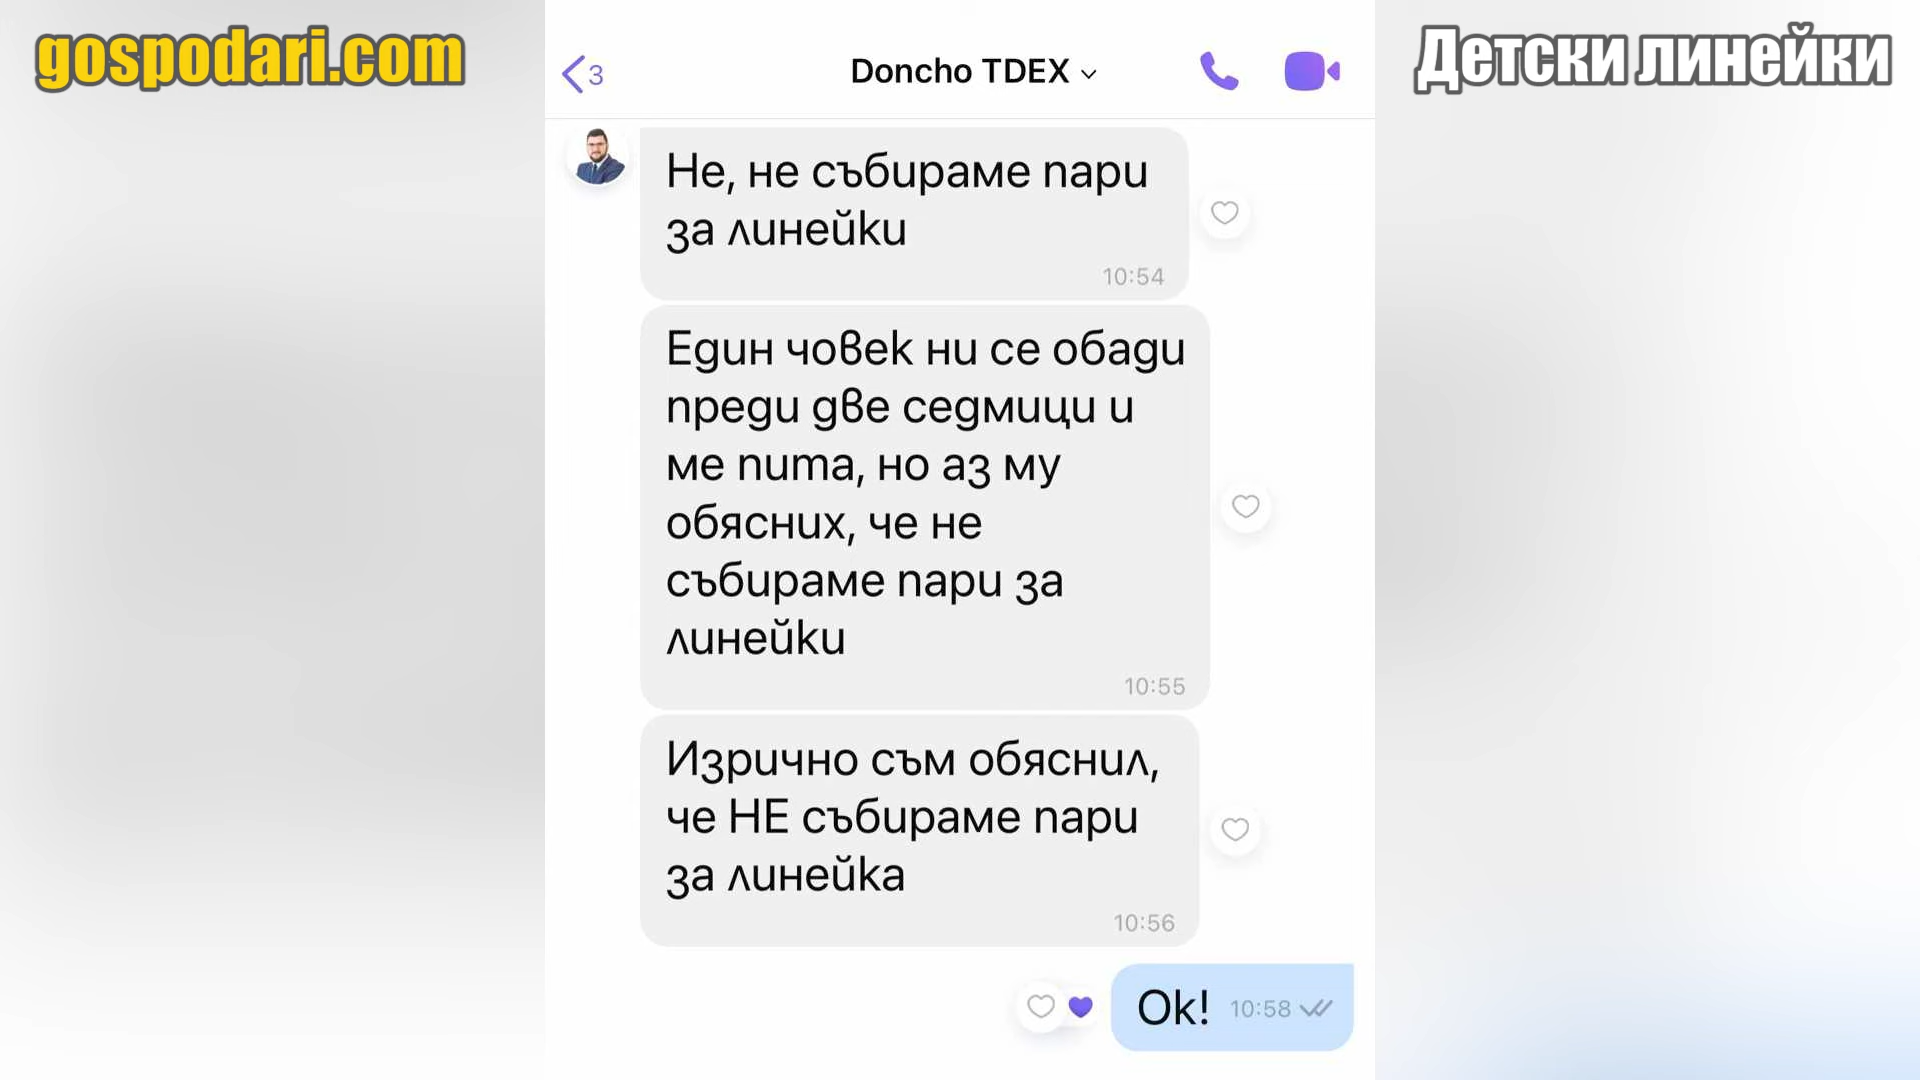 gospodari.com
Детски линейки
3
Doncho TDEX
Не, не събираме пари
за линейки
10:54
Един човек ни се обади
преди две седмици и
ме пита, но аз му
обясних, че не
събираме пари за
линейки
10:55
Изрично съм обяснил,
че НЕ събираме пари
за линейка
10:56
Ok! 10:58